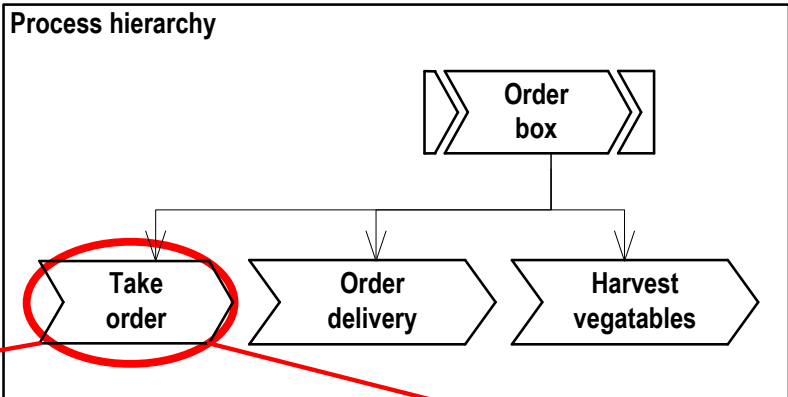 Process hierarchy
Order
box
Take
order
Order
delivery
Harvest
vegatables